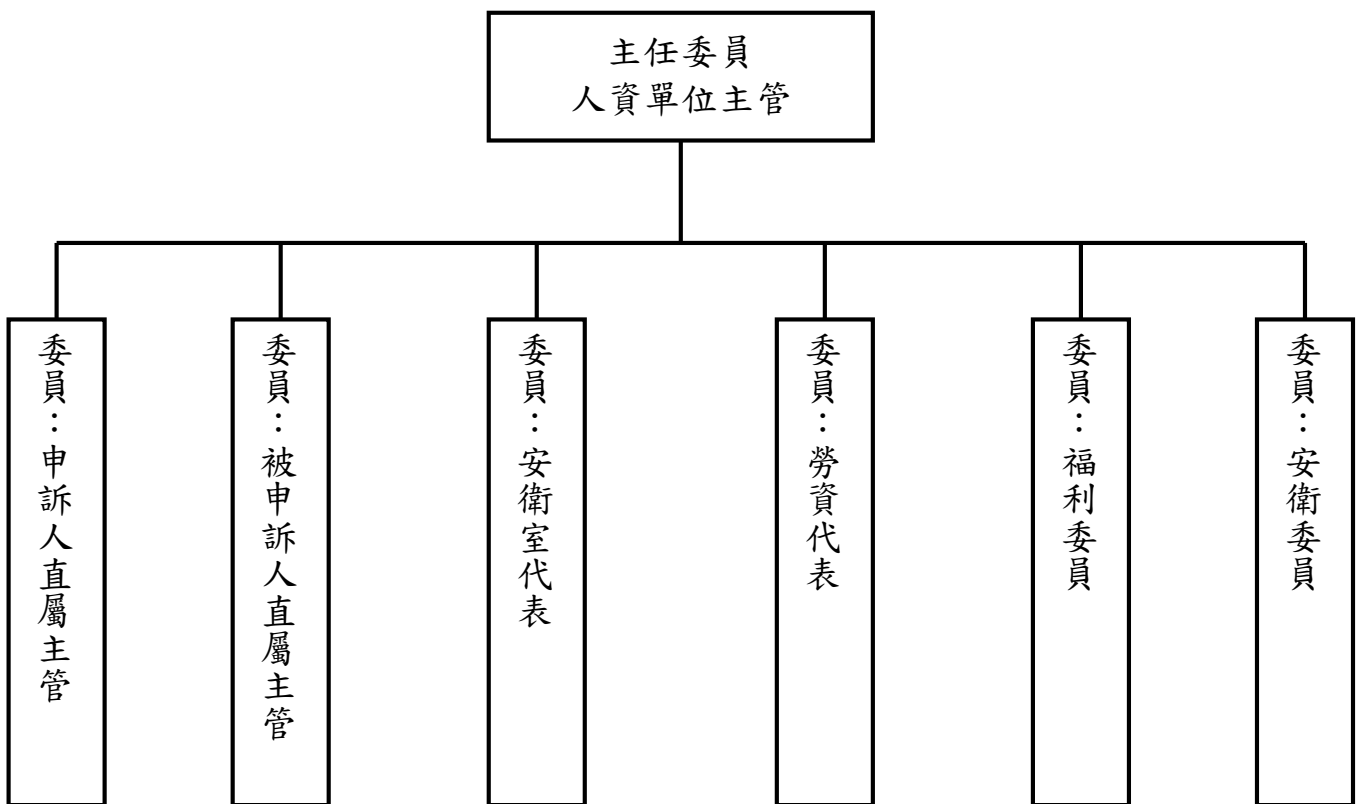 主任委員
人資單位主管
委員：申訴人直屬主管
委員：被申訴人直屬主管
委員：安衛室代表
委員：勞資代表
委員：福利委員
委員：安衛委員